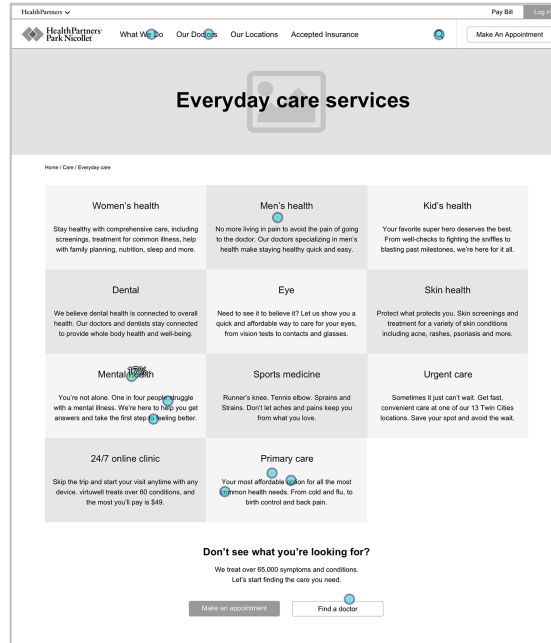 HealthPartners
Pay Bill
Log In
HealthPartners®
Park Nicollet
What We Do
Our Doctors
Our Locations
Accepted Insurance
Make An Appointment
Everyday care services
Home / Care / Everyday care
Women's health
Stay healthy with comprehensive care, including
screenings, treatment for common illness, help
with family planning, nutrition, sleep and more.
Men's health
No more living in pain to avoid the pain of going
to the doctor. Our doctors specializing in men's
health make staying healthy quick and easy.
Kid's health
Your favorite super hero deserves the best.
From well-checks to fighting the sniffles to
blasting past milestones, we're here for it all.
Dental
We believe dental health is connected to overall
health. Our doctors and dentists stay connected
to provide whole body health and well-being.
Eye
Need to see it to believe it? Let us show you a
quick and affordable way to care for your eyes,
from vision tests to contacts and glasses.
Skin health
Protect what protects you. Skin screenings and
treatment for a variety of skin conditions
including acne, rashes, psoriasis and more.
17%
Mental health
You're not alone. One in four people struggle
with a mental illness. We're here to help you get
answers and take the first step to feeling better.
Sports medicine
Runner's knee. Tennis elbow. Sprains and
Strains. Don't let aches and pains keep you
from what you love.
Urgent care
Sometimes it just can't wait. Get fast,
convenient care at one of our 13 Twin Cities
locations. Save your spot and avoid the wait.
24/7 online clinic
Skip the trip and start your visit anytime with any
device. virtuwell treats over 60 conditions, and
the most you'll pay is $49.
Primary care
Your most affordable option for all the most
common health needs. From cold and flu, to
birth control and back pain.
Don't see what you're looking for?
We treat over 65,000 symptoms and conditions.
Let's start finding the care you need.
Make an appointment
Find a doctor